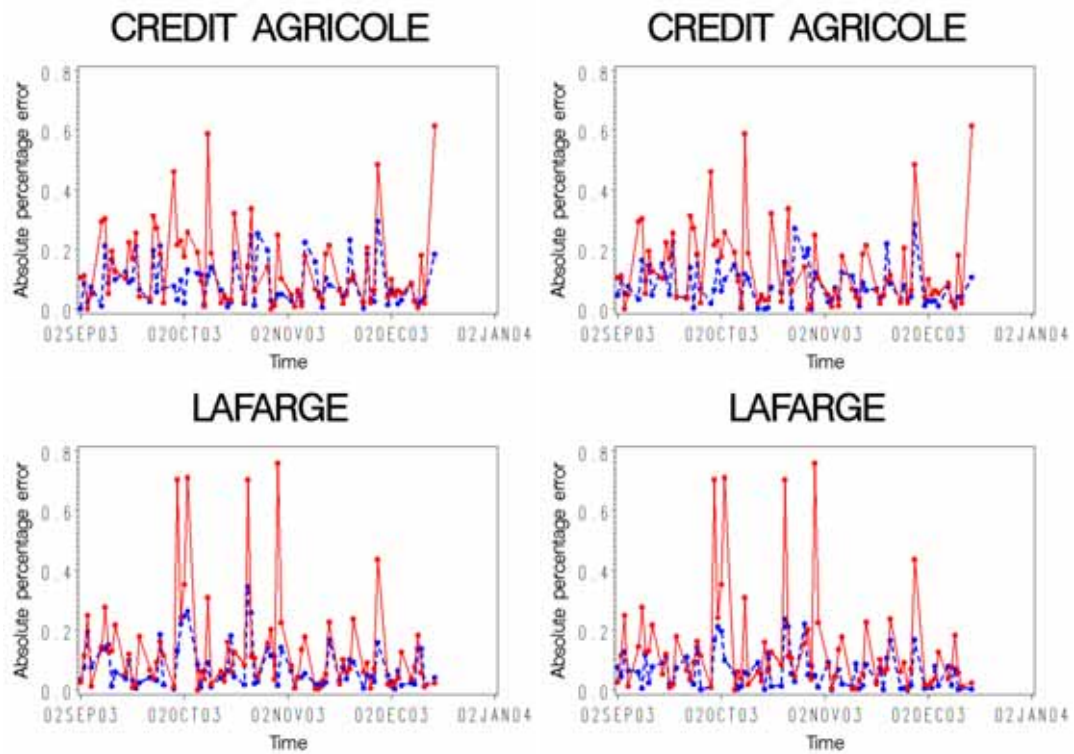 CREDIT AGRICOLE
Absolute percentage error
0.8
0.6
0.4
0.2
0.0
02SEP03 02OCT03 02NOV03 02DEC03 02JAN04
Time
CREDIT AGRICOLE
Absolute percentage error
0.8
0.6
0.4
0.2
0.0
02SEP03 02OCT03 02NOV03 02DEC03 02JAN04
Time
LAFARGE
Absolute percentage error
0.8
0.6
0.4
0.2
0.0
02SEP03 02OCT03 02NOV03 02DEC03 02JAN04
Time
LAFARGE
Absolute percentage error
0.8
0.6
0.4
0.2
0.0
02SEP03 02OCT03 02NOV03 02DEC03 02JAN04
Time